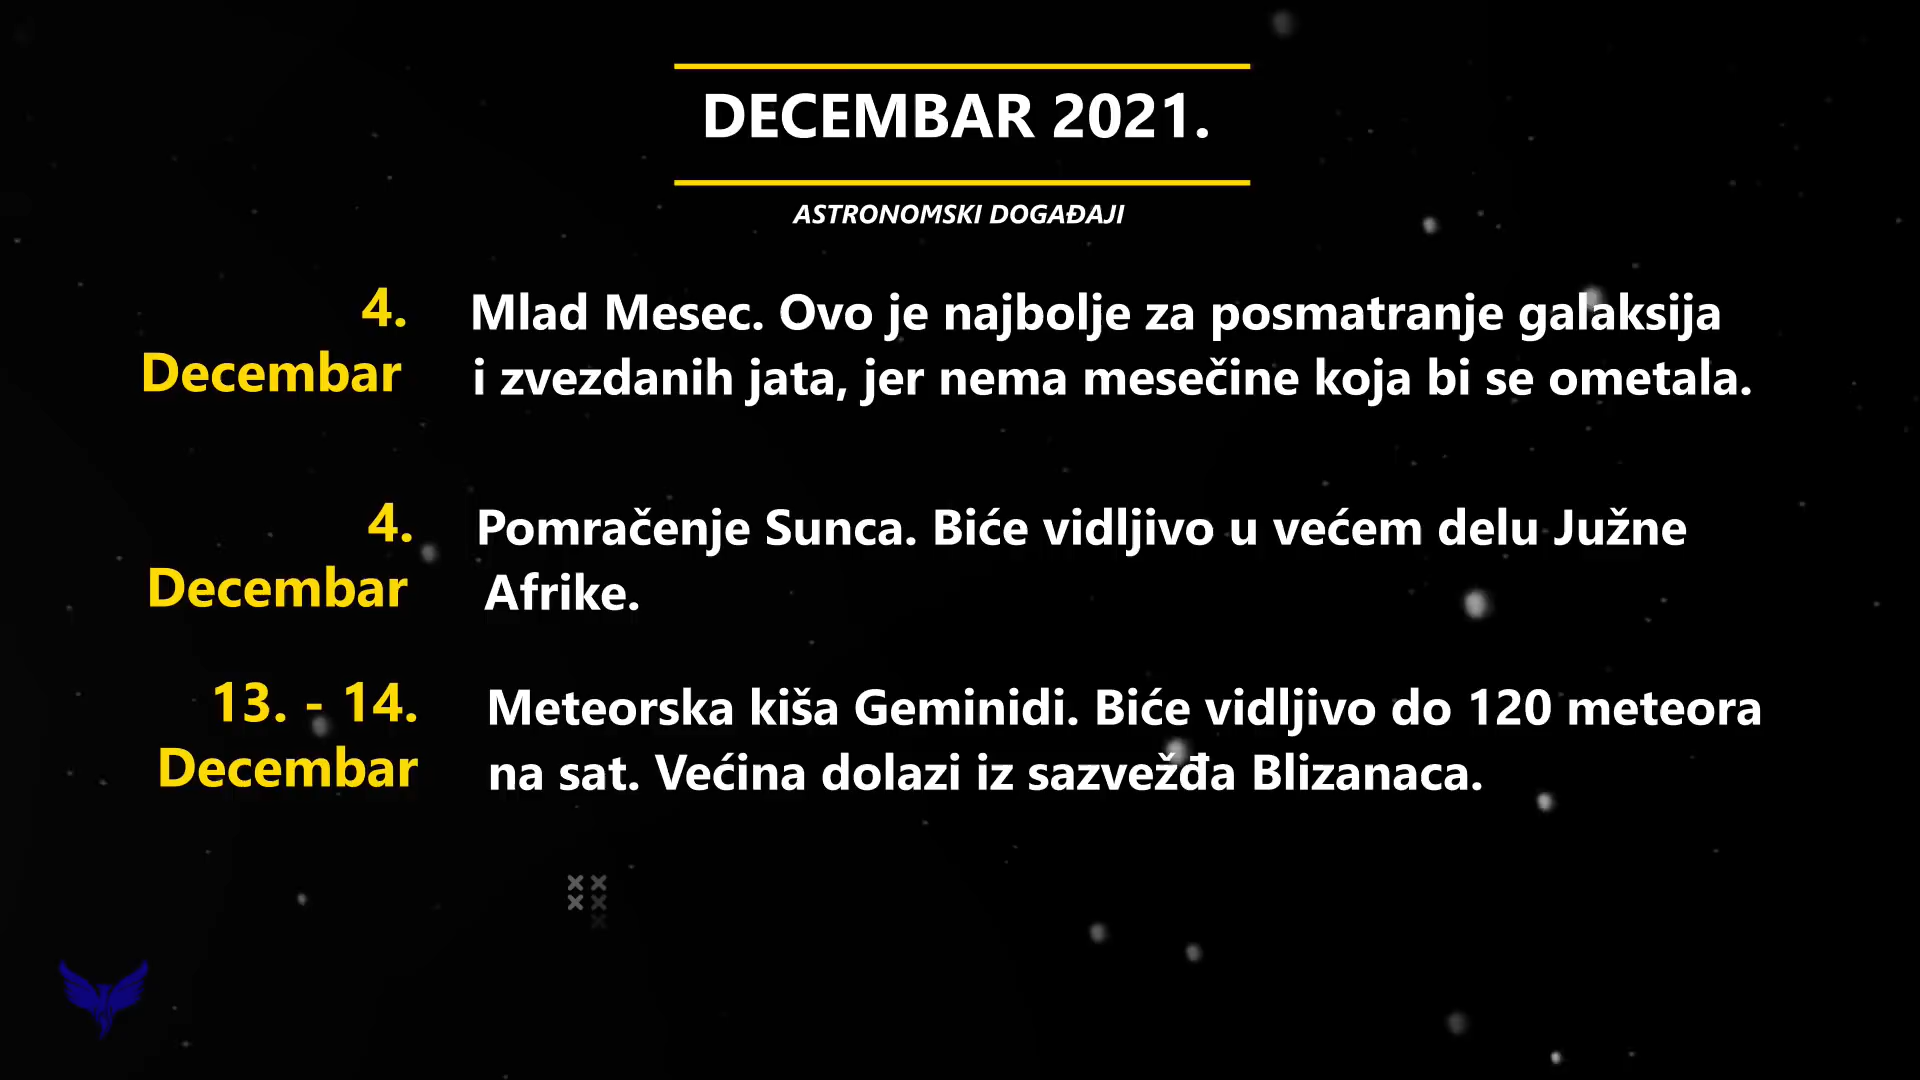 DECEMBAR 2021.
ASTRONOMSKI DOGAĐAJI
4.
Decembar
Mlad Mesec. Ovo je najbolje za posmatranje galaksija
i zvezdanih jata, jer nema mesečine koja bi se ometala.
4.
Decembar
Pomračenje Sunca. Biće vidljivo u većem delu Južne
Afrike.
13. - 14.
Decembar
Meteorska kiša Geminidi. Biće vidljivo do 120 meteora
na sat. Većina dolazi iz sazvežđa Blizanaca.